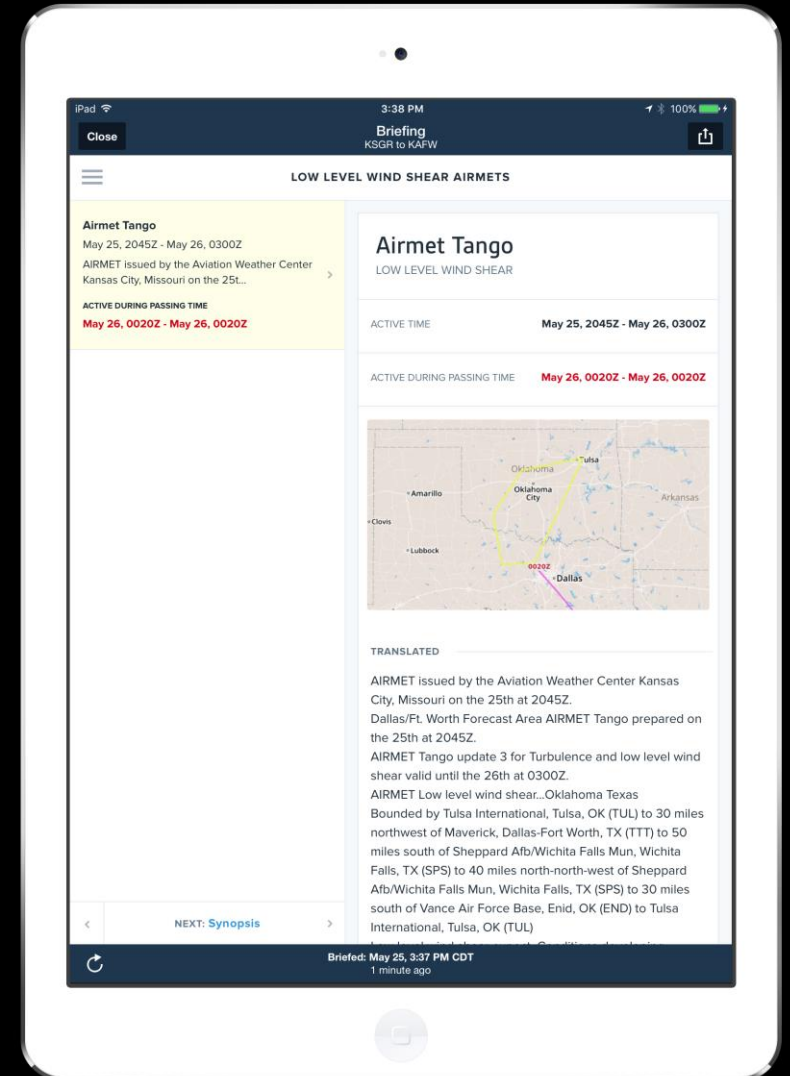 iPad
3:38 PM
100%
Close
Briefing
KSGR to KAFW
LOW LEVEL WIND SHEAR AIRMETS
Airmet Tango
May 25, 2045Z - May 26, 0300Z
AIRMET issued by the Aviation Weather Center
Kansas City, Missouri on the 25t...
ACTIVE DURING PASSING TIME
May 26, 0020Z - May 26, 0020Z
Airmet Tango
LOW LEVEL WIND SHEAR
ACTIVE TIME May 25, 2045Z - May 26, 0300Z
ACTIVE DURING PASSING TIME May 26, 0020Z - May 26, 0020Z
Tulsa
Oklahoma
Oklahoma
City
Amarillo
Arkansas
Clovis
Lubbock
0020Z
Dallas
TRANSLATED
AIRMET issued by the Aviation Weather Center Kansas
City, Missouri on the 25th at 2045Z.
Dallas/Ft. Worth Forecast Area AIRMET Tango prepared on
the 25th at 2045Z.
AIRMET Tango update 3 for Turbulence and low level wind
shear valid until the 26th at 0300Z.
AIRMET Low level wind shear...Oklahoma Texas
Bounded by Tulsa International, Tulsa, OK (TUL) to 30 miles
northwest of Maverick, Dallas-Fort Worth, TX (TTT) to 50
miles south of Sheppard Afb/Wichita Falls Mun, Wichita
Falls, TX (SPS) to 40 miles north-north-west of Sheppard
Afb/Wichita Falls Mun, Wichita Falls, TX (SPS) to 30 miles
south of Vance Air Force Base, Enid, OK (END) to Tulsa
International, Tulsa, OK (TUL)
NEXT: Synopsis
Briefed: May 25, 3:37 PM CDT
1 minute ago